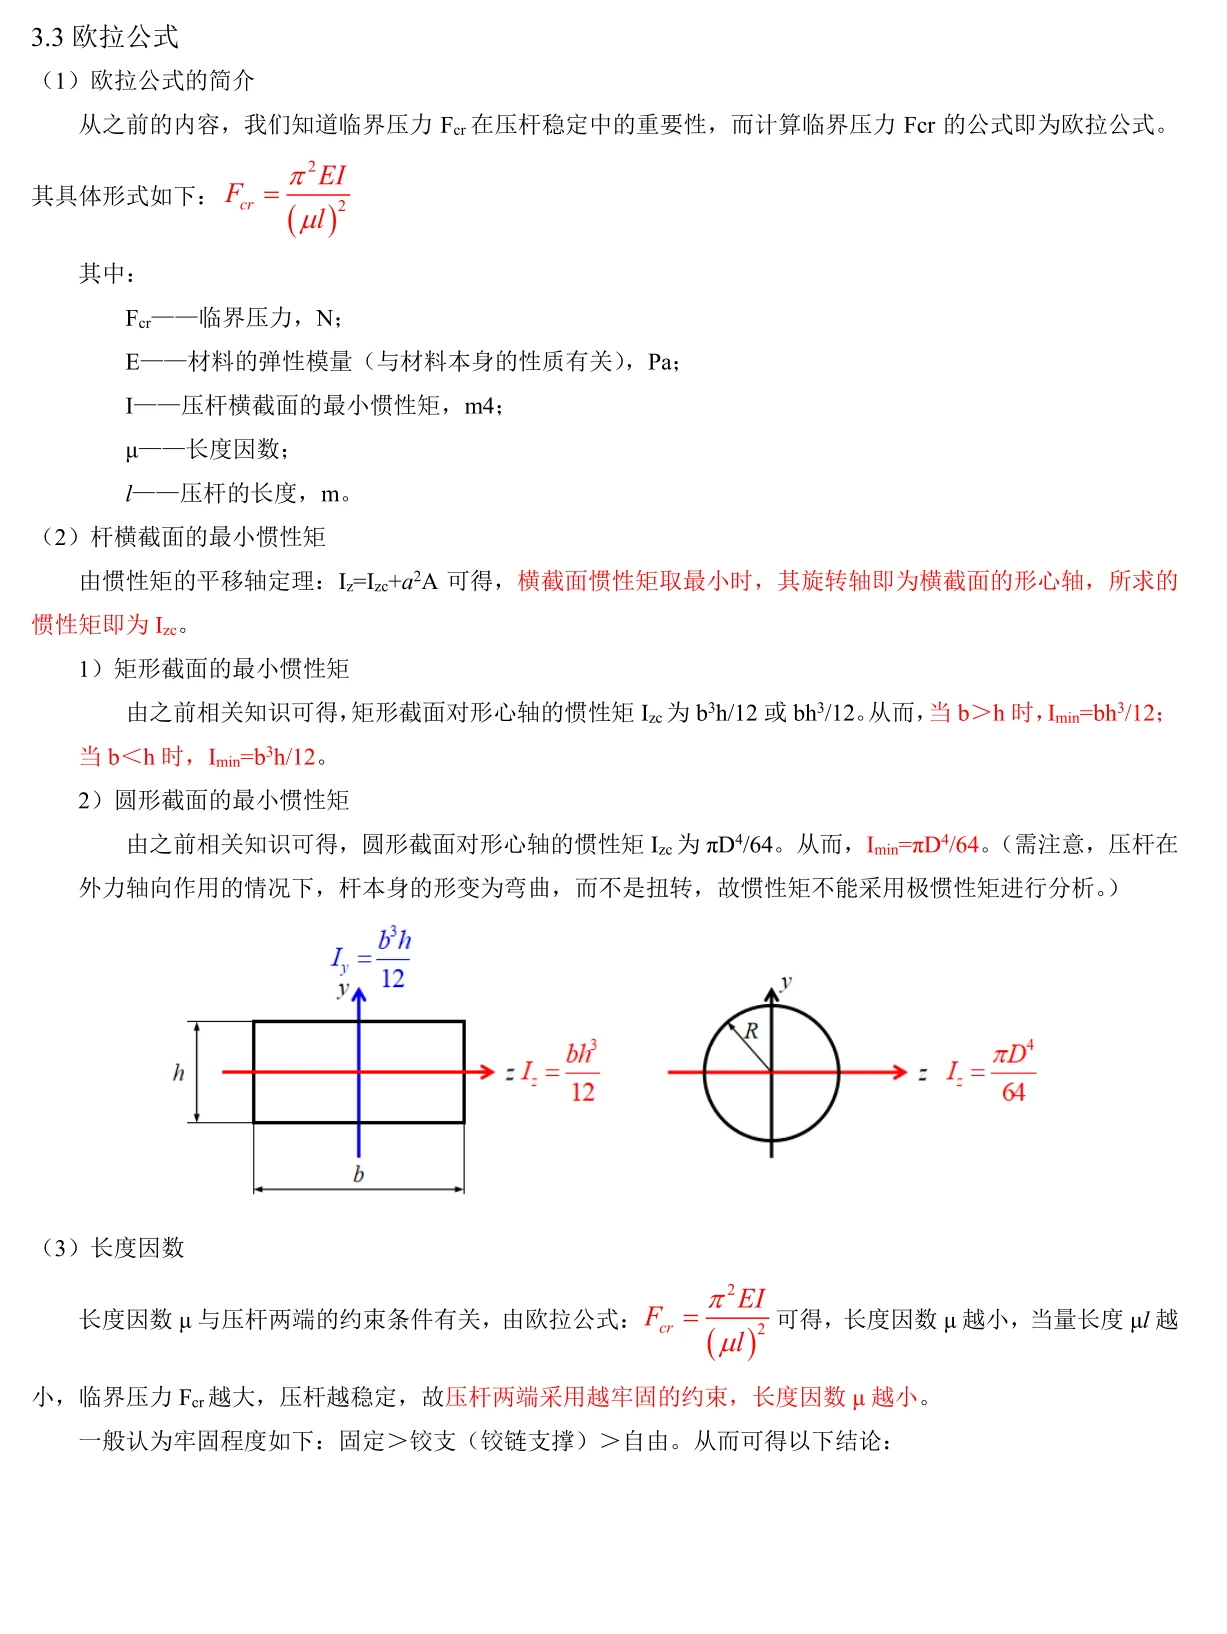 3.3 欧拉公式
（1）欧拉公式的简介
从之前的内容，我们知道临界压力 Fcr 在压杆稳定中的重要性，而计算临界压力 Fcr 的公式即为欧拉公式。
其具体形式如下：F_cr = π²EI/(μl)²
其中：
Fcr——临界压力，N；
E——材料的弹性模量（与材料本身的性质有关），Pa；
I——压杆横截面的最小惯性矩，m4；
μ——长度因数；
l——压杆的长度，m。
（2）杆横截面的最小惯性矩
由惯性矩的平移轴定理：Iz=Izc+a²A 可得，横截面惯性矩取最小时，其旋转轴即为横截面的形心轴，所求的
惯性矩即为 Izc。
1）矩形截面的最小惯性矩
由之前相关知识可得，矩形截面对形心轴的惯性矩 Izc 为 b³h/12 或 bh³/12。从而，当 b＞h 时，Imin=bh³/12；
当 b＜h 时，Imin=b³h/12。
2）圆形截面的最小惯性矩
由之前相关知识可得，圆形截面对形心轴的惯性矩 Izc 为 πD⁴/64。从而，Imin=πD⁴/64。（需注意，压杆在
外力轴向作用的情况下，杆本身的形变为弯曲，而不是扭转，故惯性矩不能采用极惯性矩进行分析。）
I_y = b³h/12
y
h
z I_z = bh³/12
b
y
R
z I_z = πD⁴/64
（3）长度因数
长度因数 μ 与压杆两端的约束条件有关，由欧拉公式：F_cr = π²EI/(μl)² 可得，长度因数 μ 越小，当量长度 μl 越
小，临界压力 Fcr 越大，压杆越稳定，故压杆两端采用越牢固的约束，长度因数 μ 越小。
一般认为牢固程度如下：固定＞铰支（铰链支撑）＞自由。从而可得以下结论：